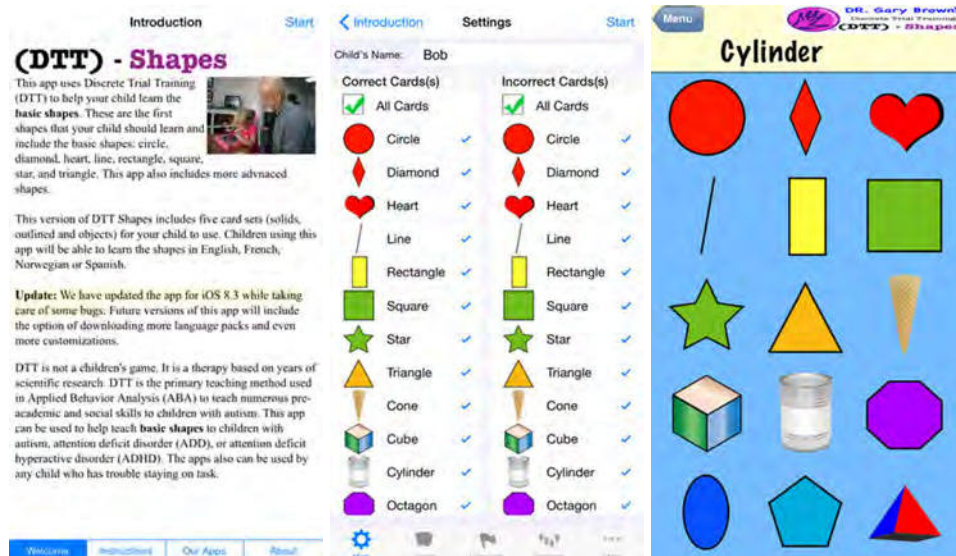 Introduction
Start
(DTT) - Shapes
This app uses Discrete Trial Training
(DTT) to help your child learn the
basic shapes. These are the first
shapes that your child should learn and
include the basic shapes: circle,
diamond, heart, line, rectangle, square,
star, and triangle. This app also includes more advnaced
shapes.
This version of DTT Shapes includes five card sets (solids,
outlined and objects) for your child to use. Children using this
app will be able to learn the shapes in English, French,
Norwegian or Spanish.
Update: We have updated the app for iOS 8.3 while taking
care of some bugs. Future versions of this app will include
the option of downloading more language packs and even
more customizations.
DTT is not a children's game. It is a therapy based on years of
scientific research. DTT is the primary teaching method used
in Applied Behavior Analysis (ABA) to teach numerous pre-
academic and social skills to children with autism. This app
can be used to help teach basic shapes to children with
autism, attention deficit disorder (ADD), or attention deficit
hyperactive disorder (ADHD). The apps also can be used by
any child who has trouble staying on task.
Welcome
Instructions
Our Apps
About
Introduction
Settings
Start
Child's Name: Bob
Correct Cards(s)
Incorrect Cards(s)
All Cards
All Cards
Circle
Circle
Diamond
Diamond
Heart
Heart
Line
Line
Rectangle
Rectangle
Square
Square
Star
Star
Triangle
Triangle
Cone
Cone
Cube
Cube
Cylinder
Cylinder
Octagon
Octagon
Menu
DR. Gary Brown's
Discrete Trial Training
(DTT) - Shapes
Cylinder